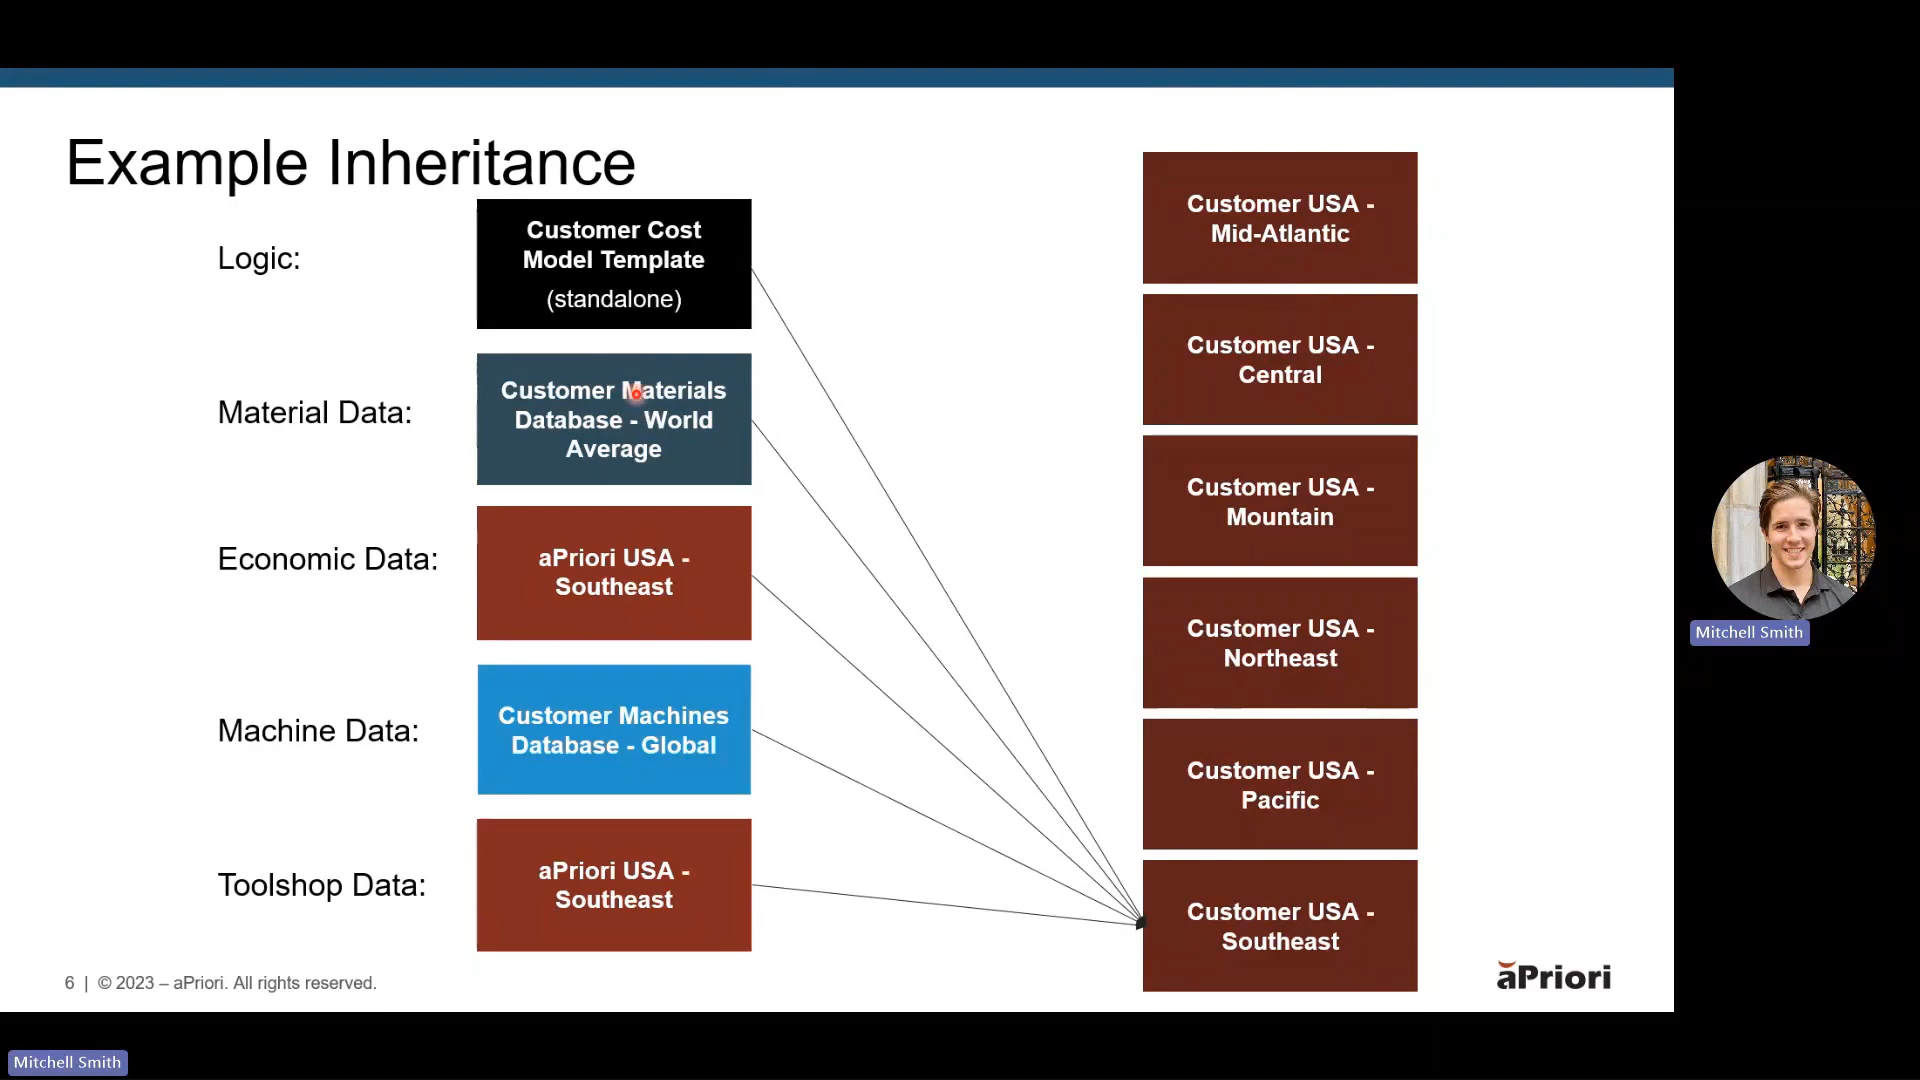 Example Inheritance
Logic:
Customer Cost
Model Template
(standalone)
Material Data:
Customer Materials
Database - World
Average
Economic Data:
aPriori USA -
Southeast
Machine Data:
Customer Machines
Database - Global
Toolshop Data:
aPriori USA -
Southeast
Customer USA -
Mid-Atlantic
Customer USA -
Central
Customer USA -
Mountain
Customer USA -
Northeast
Customer USA -
Pacific
Customer USA -
Southeast
6 | © 2023 – aPriori. All rights reserved.
aPriori
Mitchell Smith
Mitchell Smith